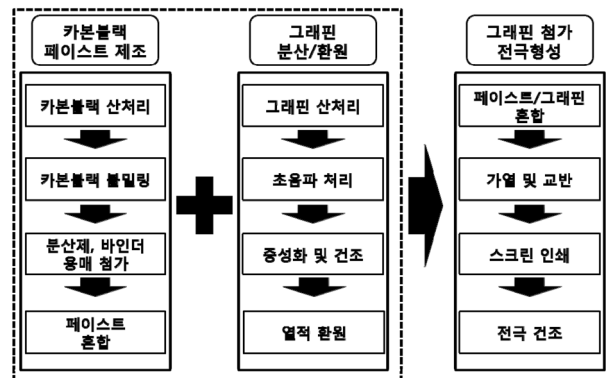 카본블랙
페이스트 제조
카본블랙 산처리
카본블랙 볼밀링
분산제, 바인더
용매 첨가
페이스트
혼합
그래핀
분산/환원
그래핀 산처리
초음파 처리
중성화 및 건조
열적 환원
그래핀 첨가
전극형성
페이스트/그래핀
혼합
가열 및 교반
스크린 인쇄
전극 건조